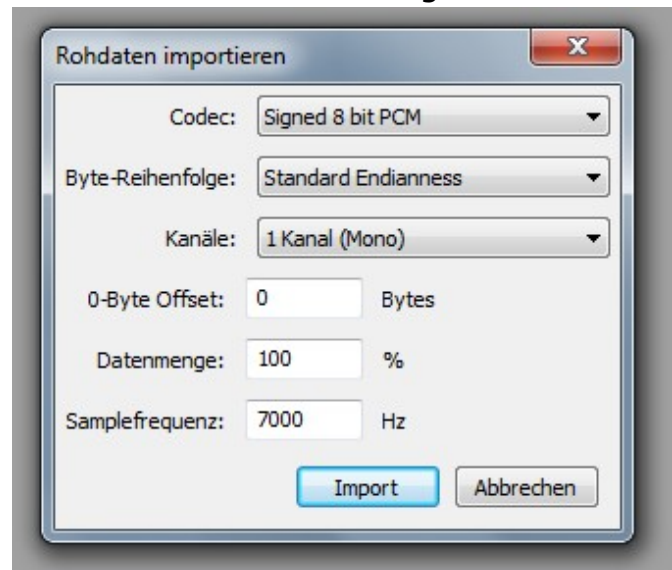 Rohdaten importieren
Codec: Signed 8 bit PCM
Byte-Reihenfolge: Standard Endianness
Kanäle: 1 Kanal (Mono)
0-Byte Offset: 0 Bytes
Datenmenge: 100 %
Samplefrequenz: 7000 Hz
Import Abbrechen